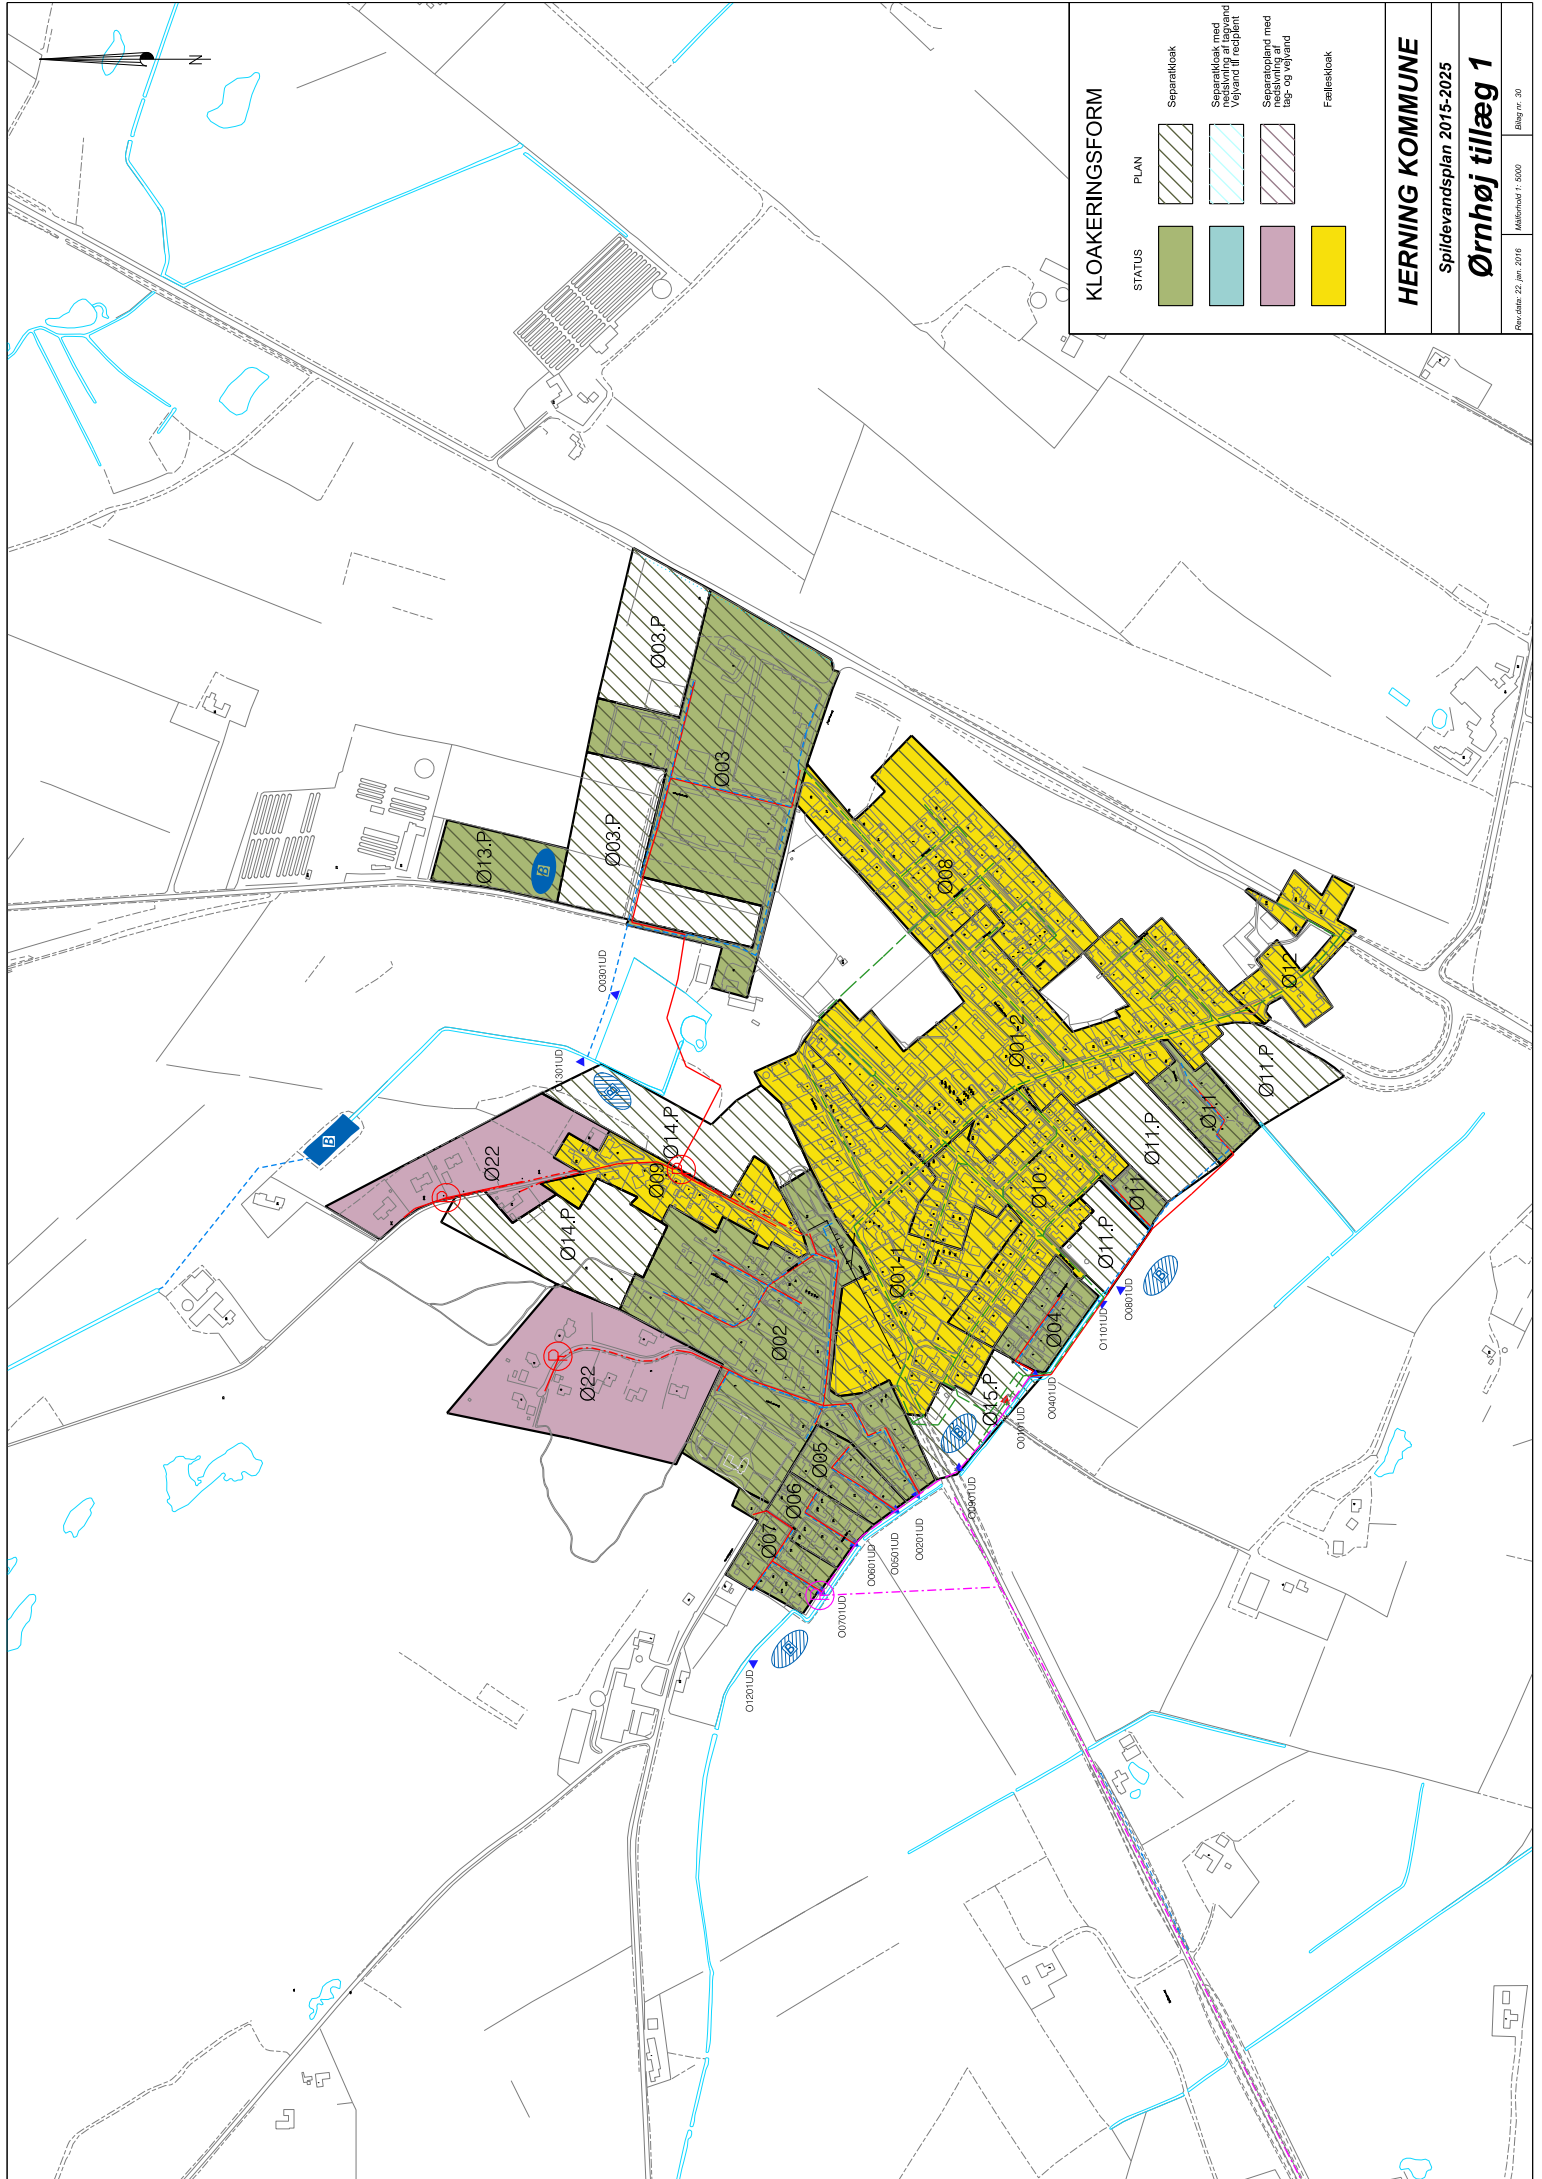 N
KLOAKERINGSFORM
STATUS
PLAN
Separatkloak
Separatkloak med
nedsivning af tagvand
Vejvand til recipient
Separatopland med
nedsivning af
tag- og vejvand
Fælleskloak
HERNING KOMMUNE
Spildevandsplan 2015-2025
Ørnhøj tillæg 1
Rev.dato: 22. jan. 2016
Målforhold 1: 5000
Bilag nr. 30
Ø03.P
Ø03
Ø03.P
Ø13.P
B
O0301UD
O1301UD
B
B
Ø22
Ø14.P
Ø09
P
Ø14.P
Ø22
P
Ø02
Ø08
Ø01-2
Ø12
Ø11.P
Ø11
Ø11.P
Ø11
Ø11.P
Ø10
Ø01-1
Ø04
Ø15.P
B
B
O0801UD
O1101UD
O0401UD
O0101UD
O0901UD
O0201UD
O0501UD
O0601UD
O0701UD
O1201UD
Ø05
Ø06
Ø07
P
B